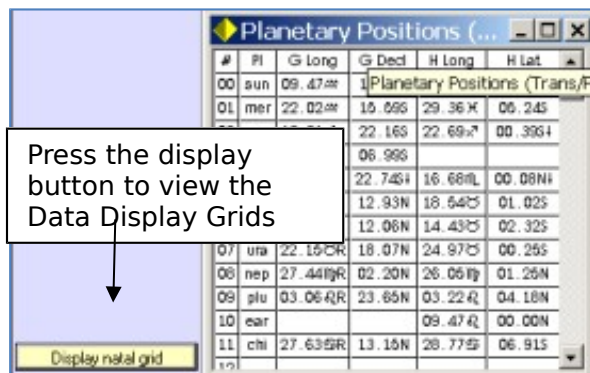 Planetary Positions (...
# Pl G Long G Decl H Long H Lat
00 sun 09.47♒
Planetary Positions (Trans/P
01 mer 22.02♒ 29.36♓ 06.24S
22.16S 22.69♐ 00.39S
06.99S
22.74S 16.68♏ 00.08N
12.93N 18.54♉ 01.02S
12.06N 14.43♉ 02.32S
07 ura 22.15♉R 18.07N 24.97♉ 00.25S
08 nep 27.44♍R 02.20N 26.05♍ 01.25N
09 plu 03.06♌R 23.65N 03.22♌ 04.18N
10 ear 09.47♌ 00.00N
11 chi 27.63♋R 13.15N 28.77♋ 06.91S
12
Press the display
button to view the
Data Display Grids
Display natal grid